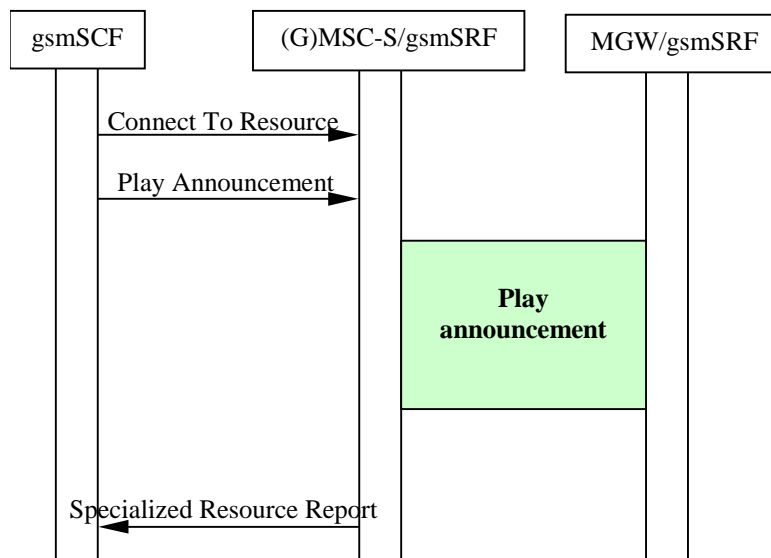 gsmSCF
(G)MSC-S/gsmSRF
MGW/gsmSRF
Connect To Resource
Play Announcement
Play
announcement
Specialized Resource Report